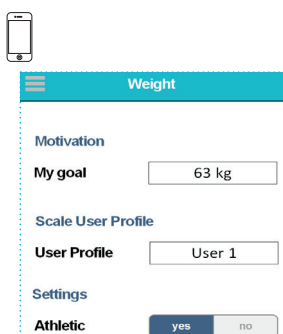 Weight
Motivation
My goal 63 kg
Scale User Profile
User Profile User 1
Settings
Athletic yes no